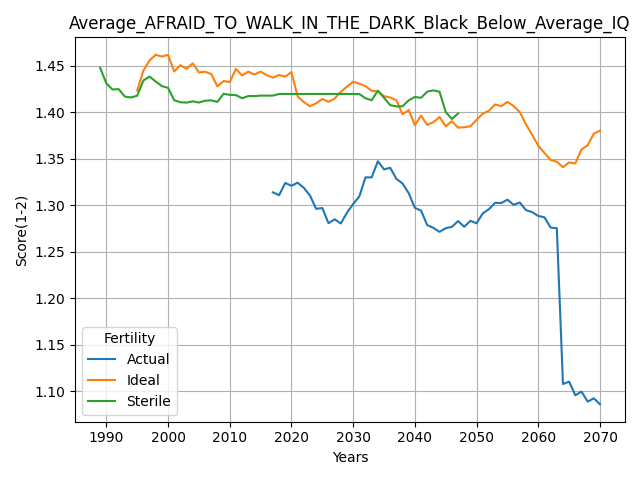 Average_AFRAID_TO_WALK_IN_THE_DARK_Black_Below_Average_IQ
Score(1-2)
1.45
1.40
1.35
1.30
1.25
1.20
1.15
1.10
Fertility
Actual
Ideal
Sterile
1990 2000 2010 2020 2030 2040 2050 2060 2070
Years